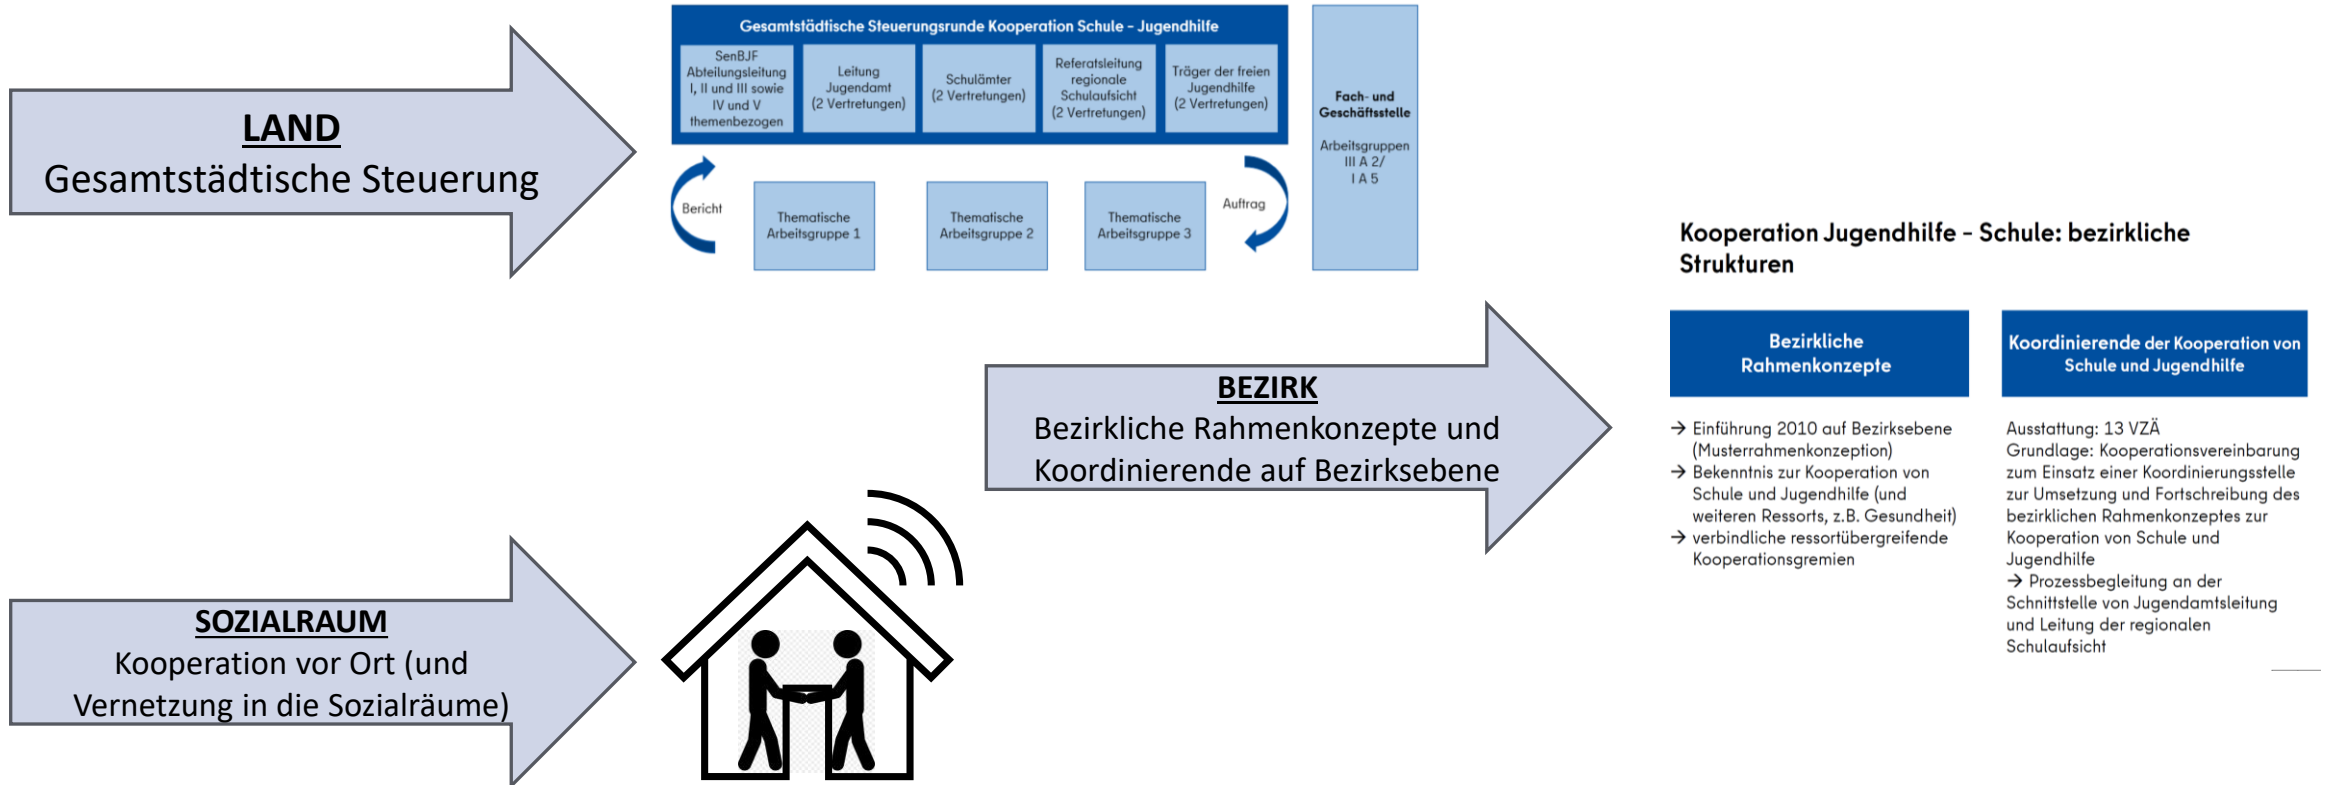 LAND
Gesamtstädtische Steuerung
Gesamtstädtische Steuerungsrunde Kooperation Schule – Jugendhilfe
SenBJF
Abteilungsleitung
I, II und III sowie
IV und V
themenbezogen
Leitung
Jugendamt
(2 Vertretungen)
Schulämter
(2 Vertretungen)
Referatsleitung
regionale
Schulaufsicht
(2 Vertretungen)
Träger der freien
Jugendhilfe
(2 Vertretungen)
Fach- und
Geschäftsstelle
Arbeitsgruppen
III A 2/
I A 5
Bericht
Thematische
Arbeitsgruppe 1
Thematische
Arbeitsgruppe 2
Thematische
Arbeitsgruppe 3
Auftrag
BEZIRK
Bezirkliche Rahmenkonzepte und
Koordinierende auf Bezirksebene
Kooperation Jugendhilfe – Schule: bezirkliche
Strukturen
Bezirkliche
Rahmenkonzepte
→ Einführung 2010 auf Bezirksebene
(Musterrahmenkonzeption)
→ Bekenntnis zur Kooperation von
Schule und Jugendhilfe (und
weiteren Ressorts, z.B. Gesundheit)
→ verbindliche ressortübergreifende
Kooperationsgremien
Koordinierende der Kooperation von
Schule und Jugendhilfe
Ausstattung: 13 VZÄ
Grundlage: Kooperationsvereinbarung
zum Einsatz einer Koordinierungsstelle
zur Umsetzung und Fortschreibung des
bezirklichen Rahmenkonzeptes zur
Kooperation von Schule und
Jugendhilfe
→ Prozessbegleitung an der
Schnittstelle von Jugendamtsleitung
und Leitung der regionalen
Schulaufsicht
SOZIALRAUM
Kooperation vor Ort (und
Vernetzung in die Sozialräume)